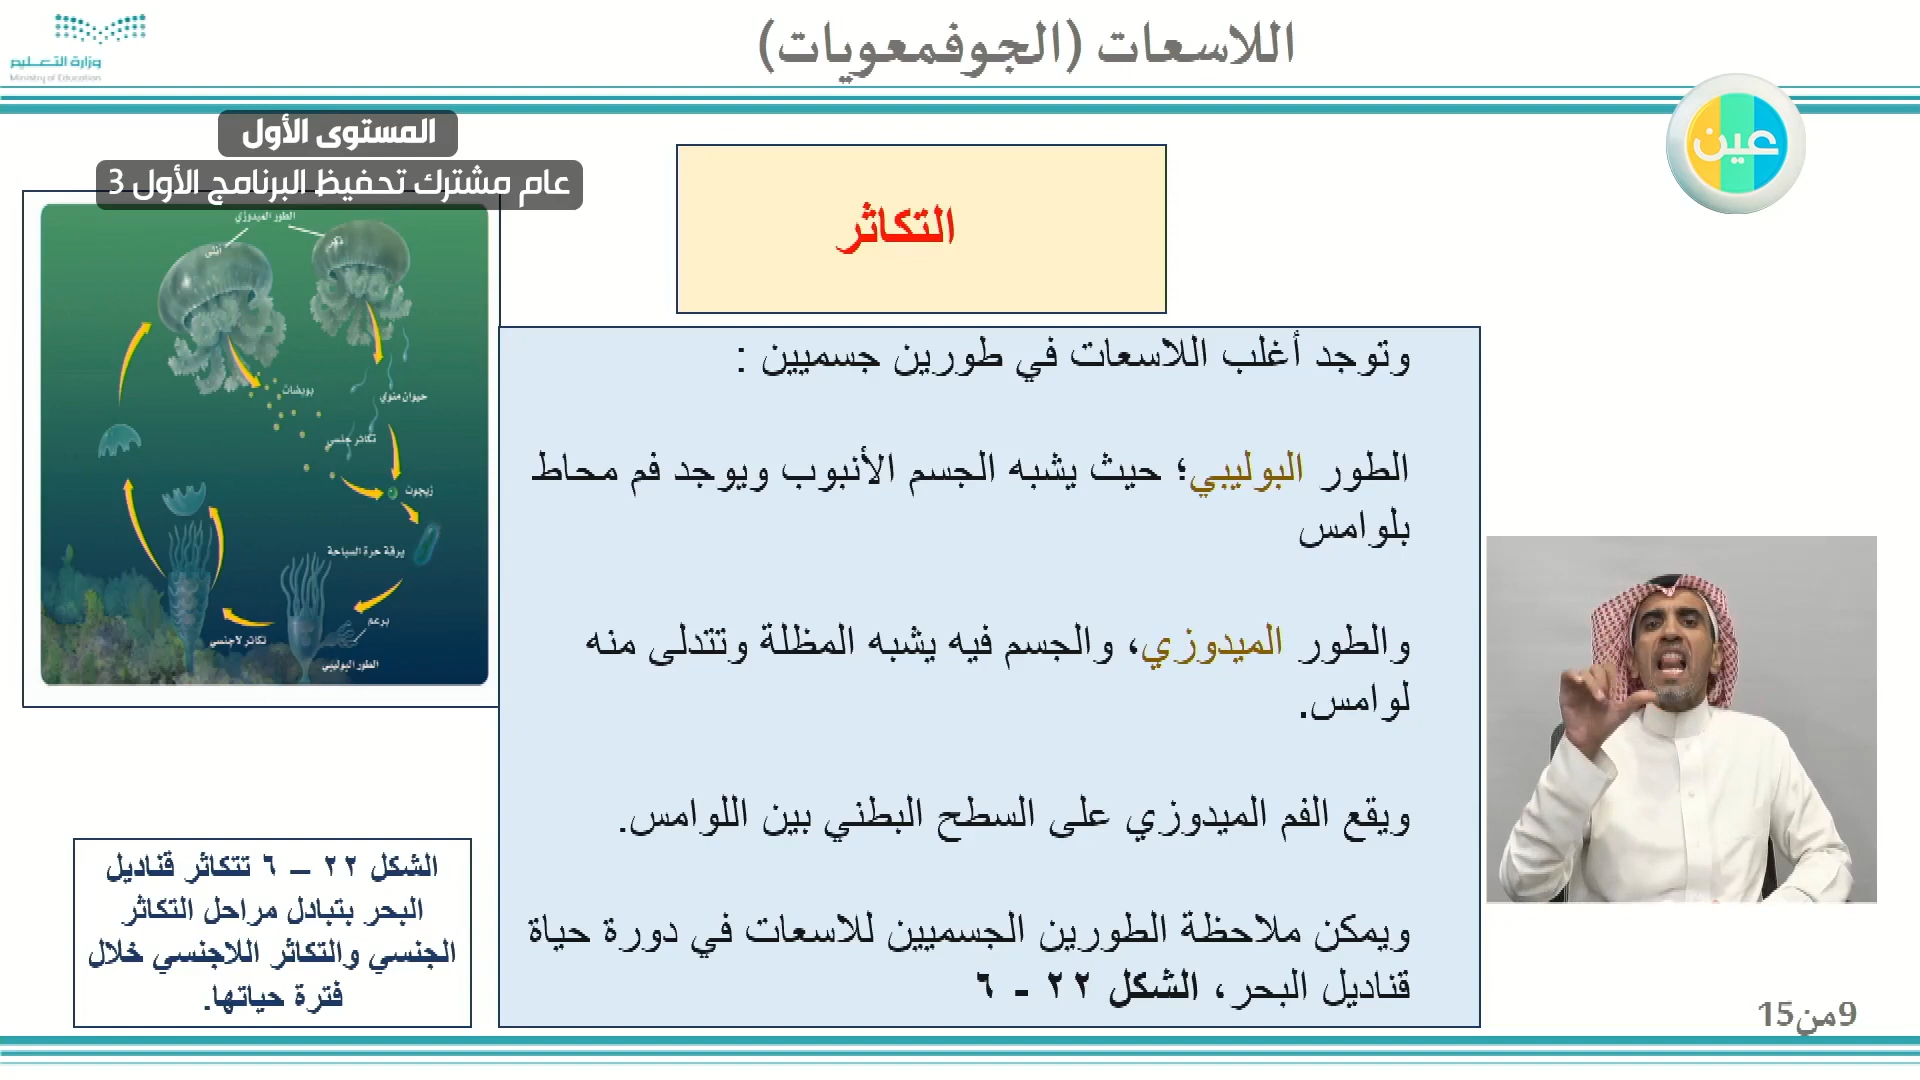 اللاسعات (الجوفمعويات)
وزارة التعليم
Ministry of Education
عين
المستوى الأول
عام مشترك تحفيظ البرنامج الأول 3
التكاثر
الطور الميدوزي
أنثى
ذكر
بويضات
حيوان منوي
تكاثر جنسي
زيجوت
يرقة حرة السباحة
برعم
تكاثر لاجنسي
الطور البوليبي
وتوجد أغلب اللاسعات في طورين جسميين :
الطور البوليبي؛ حيث يشبه الجسم الأنبوب ويوجد فم محاط
بلوامس
والطور الميدوزي، والجسم فيه يشبه المظلة وتتدلى منه
لوامس.
ويقع الفم الميدوزي على السطح البطني بين اللوامس.
ويمكن ملاحظة الطورين الجسميين للاسعات في دورة حياة
قناديل البحر، الشكل ٢٢ - ٦
الشكل ٢٢ – ٦ تتكاثر قناديل
البحر بتبادل مراحل التكاثر
الجنسي والتكاثر اللاجنسي خلال
فترة حياتها.
9من15